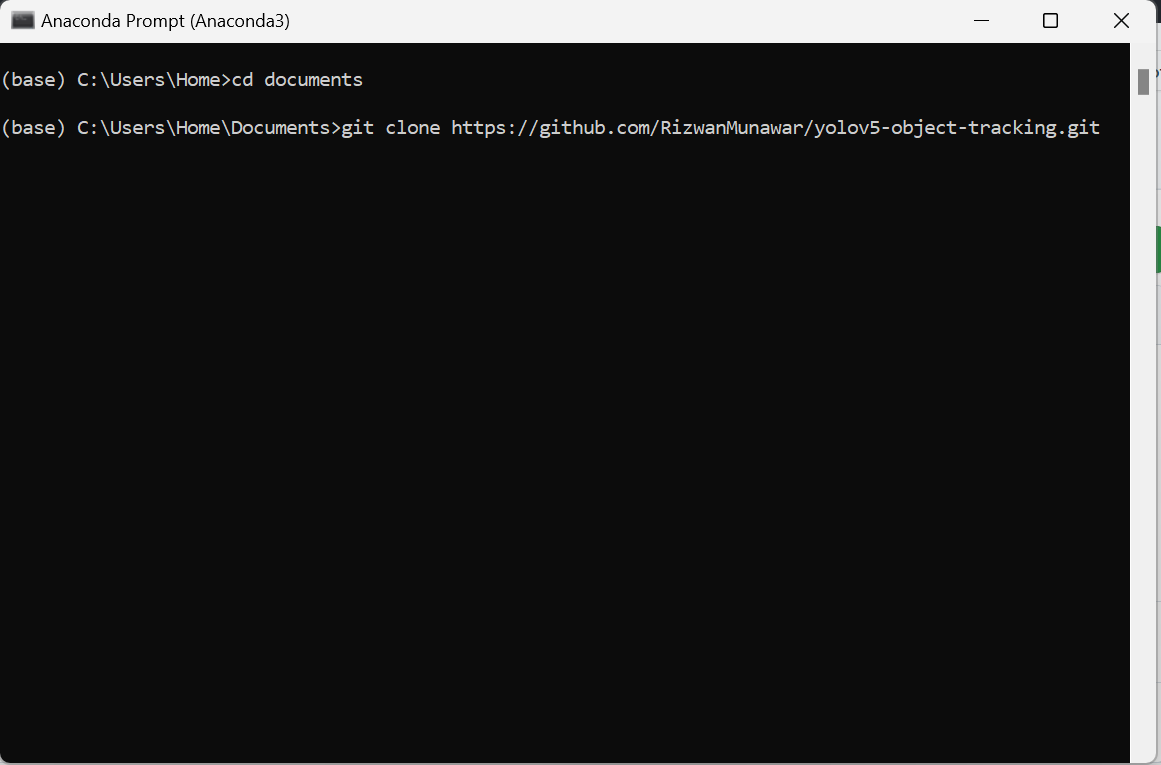 Anaconda Prompt (Anaconda3)
(base) C:\Users\Home>cd documents
(base) C:\Users\Home\Documents>git clone https://github.com/RizwanMunawar/yolov5-object-tracking.git